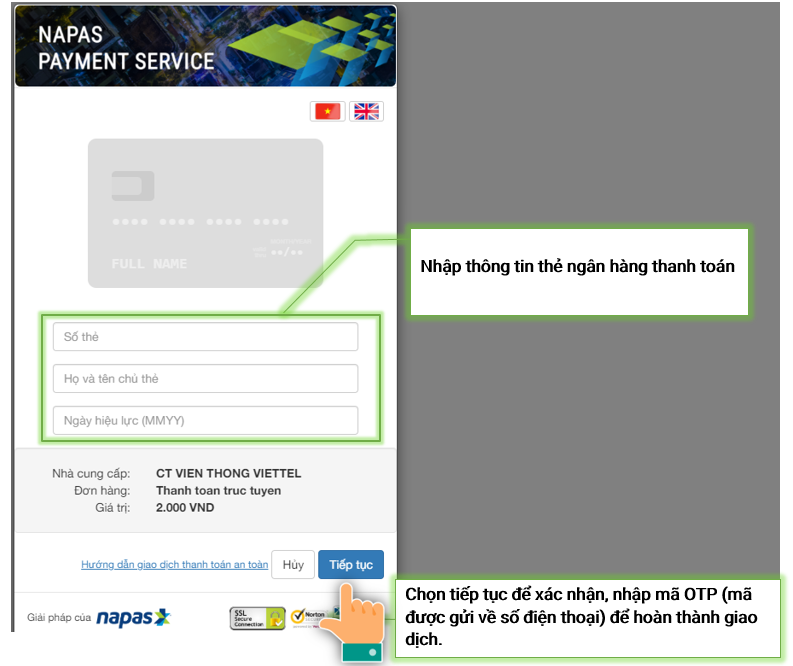 NAPAS
PAYMENT SERVICE
FULL NAME
Nhập thông tin thẻ ngân hàng thanh toán
Số thẻ
Họ và tên chủ thẻ
Ngày hiệu lực (MMYY)
Nhà cung cấp: CT VIEN THONG VIETTEL
Đơn hàng: Thanh toan truc tuyen
Giá trị: 2.000 VND
Hướng dẫn giao dịch thanh toán an toàn Hủy Tiếp tục
Chọn tiếp tục để xác nhận, nhập mã OTP (mã
được gửi về số điện thoại) để hoàn thành giao
dịch.
Giải pháp của napas
SSL
Secure
Connection
Norton